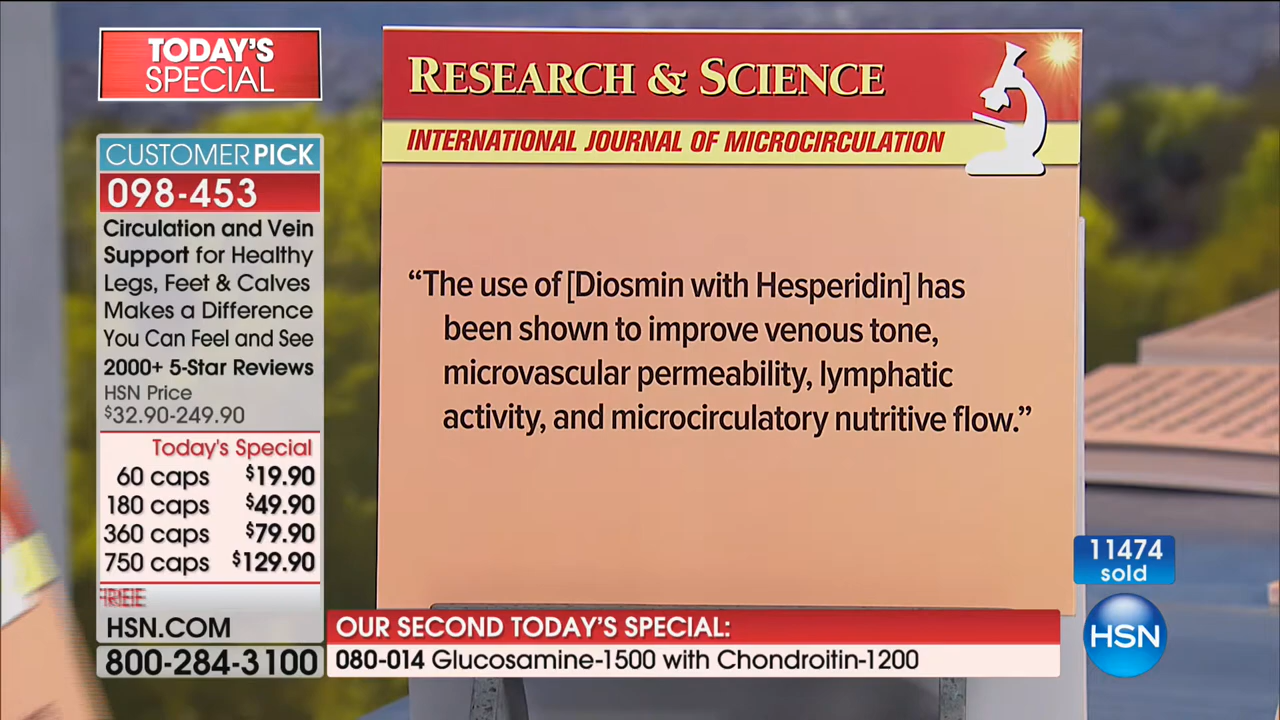 TODAY'S
SPECIAL
CUSTOMER PICK
098-453
Circulation and Vein
Support for Healthy
Legs, Feet & Calves
Makes a Difference
You Can Feel and See
2000+ 5-Star Reviews
HSN Price
$32.90-249.90
Today's Special
60 caps $19.90
180 caps $49.90
360 caps $79.90
750 caps $129.90
HSN.COM
800-284-3100
RESEARCH & SCIENCE
INTERNATIONAL JOURNAL OF MICROCIRCULATION
“The use of [Diosmin with Hesperidin] has
been shown to improve venous tone,
microvascular permeability, lymphatic
activity, and microcirculatory nutritive flow.”
11474
sold
HSN
OUR SECOND TODAY'S SPECIAL:
080-014 Glucosamine-1500 with Chondroitin-1200